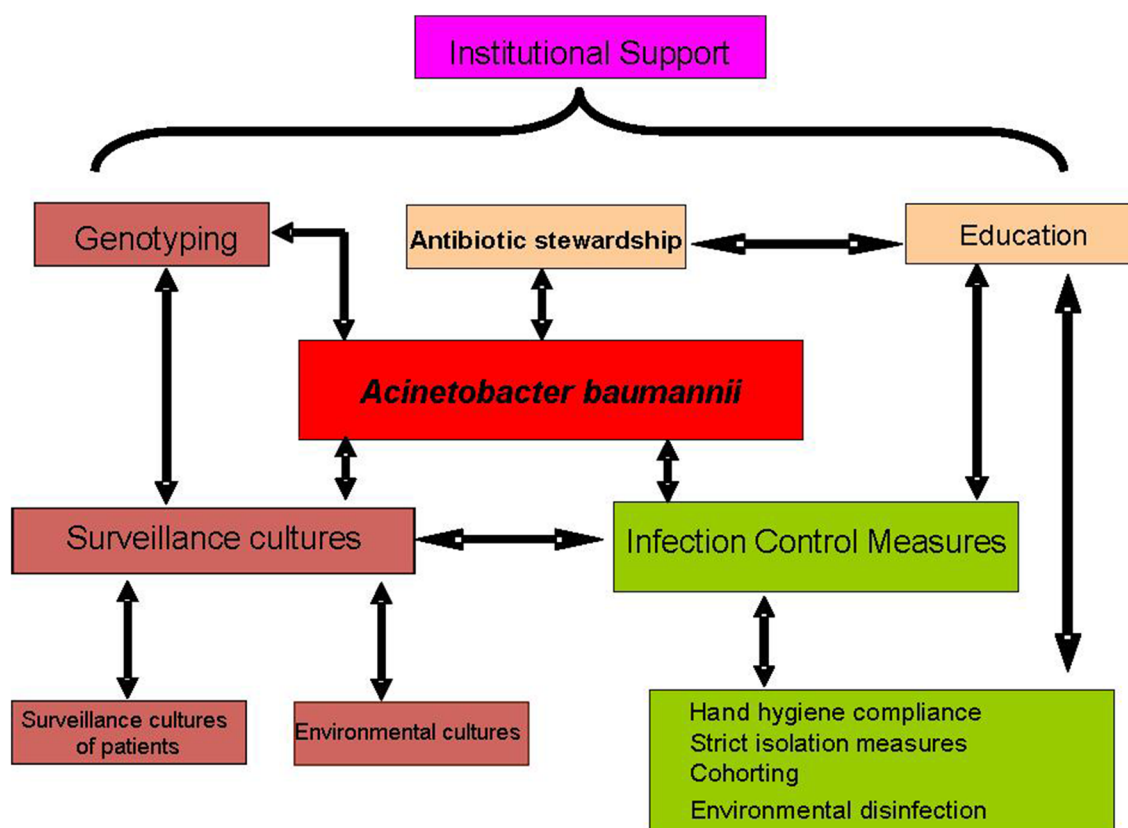 Institutional Support
Genotyping
Antibiotic stewardship
Education
Acinetobacter baumannii
Surveillance cultures
Infection Control Measures
Surveillance cultures
of patients
Environmental cultures
Hand hygiene compliance
Strict isolation measures
Cohorting
Environmental disinfection